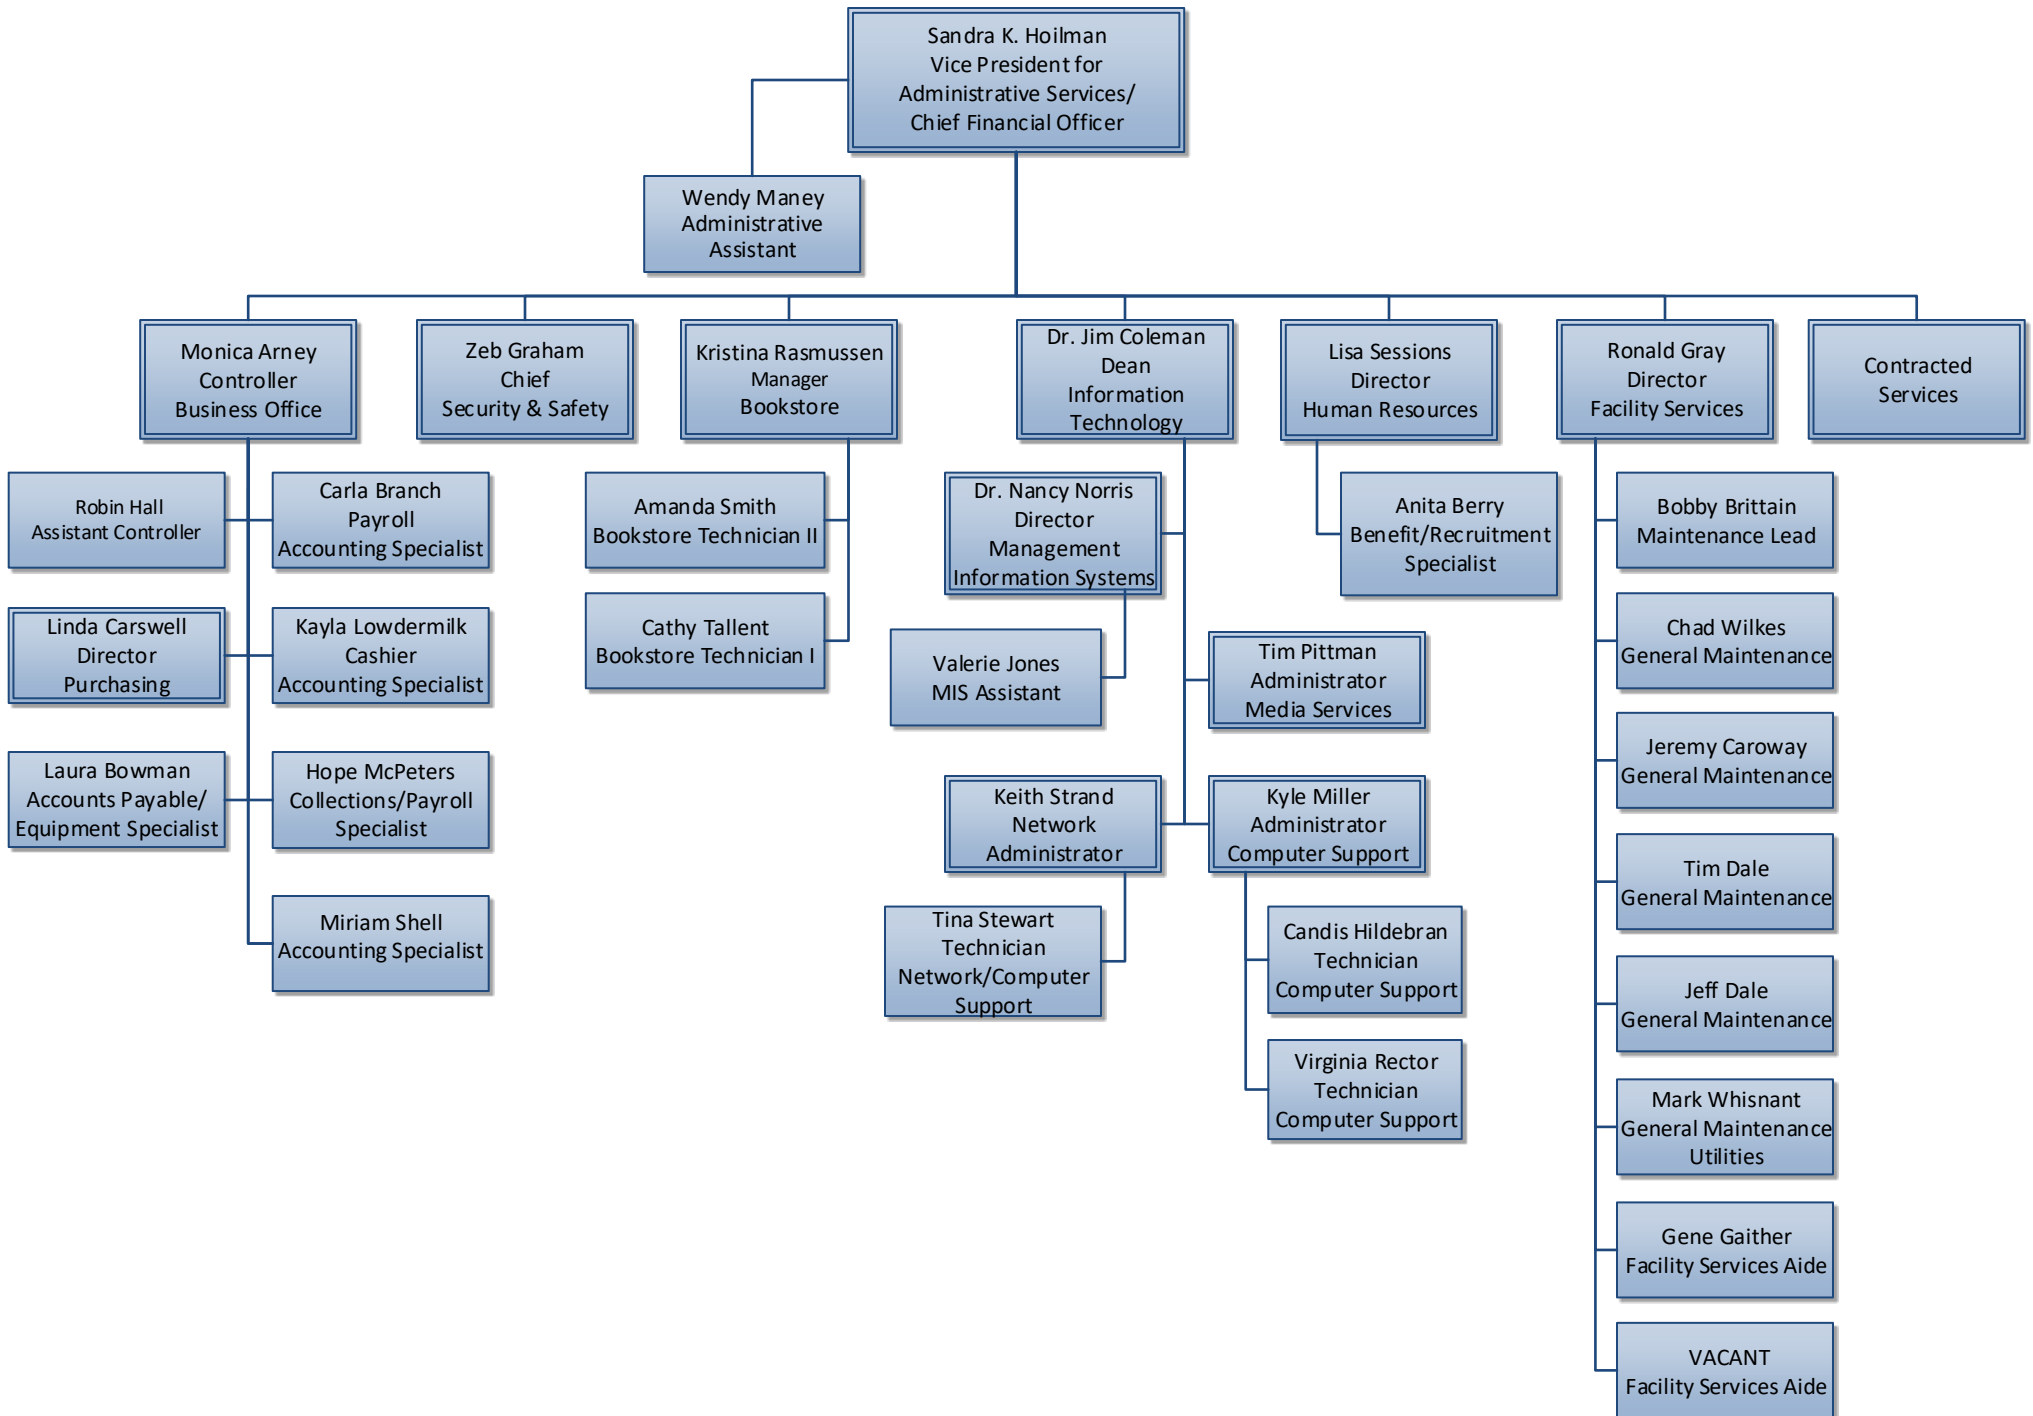 Sandra K. Hoilman
Vice President for
Administrative Services/
Chief Financial Officer
Wendy Maney
Administrative
Assistant
Monica Arney
Controller
Business Office
Zeb Graham
Chief
Security & Safety
Kristina Rasmussen
Manager
Bookstore
Dr. Jim Coleman
Dean
Information
Technology
Lisa Sessions
Director
Human Resources
Ronald Gray
Director
Facility Services
Contracted
Services
Robin Hall
Assistant Controller
Carla Branch
Payroll
Accounting Specialist
Linda Carswell
Director
Purchasing
Kayla Lowdermilk
Cashier
Accounting Specialist
Laura Bowman
Accounts Payable/
Equipment Specialist
Hope McPeters
Collections/Payroll
Specialist
Miriam Shell
Accounting Specialist
Amanda Smith
Bookstore Technician II
Cathy Tallent
Bookstore Technician I
Dr. Nancy Norris
Director
Management
Information Systems
Valerie Jones
MIS Assistant
Tim Pittman
Administrator
Media Services
Keith Strand
Network
Administrator
Kyle Miller
Administrator
Computer Support
Tina Stewart
Technician
Network/Computer
Support
Candis Hildebran
Technician
Computer Support
Virginia Rector
Technician
Computer Support
Anita Berry
Benefit/Recruitment
Specialist
Bobby Brittain
Maintenance Lead
Chad Wilkes
General Maintenance
Jeremy Caroway
General Maintenance
Tim Dale
General Maintenance
Jeff Dale
General Maintenance
Mark Whisnant
General Maintenance
Utilities
Gene Gaither
Facility Services Aide
VACANT
Facility Services Aide